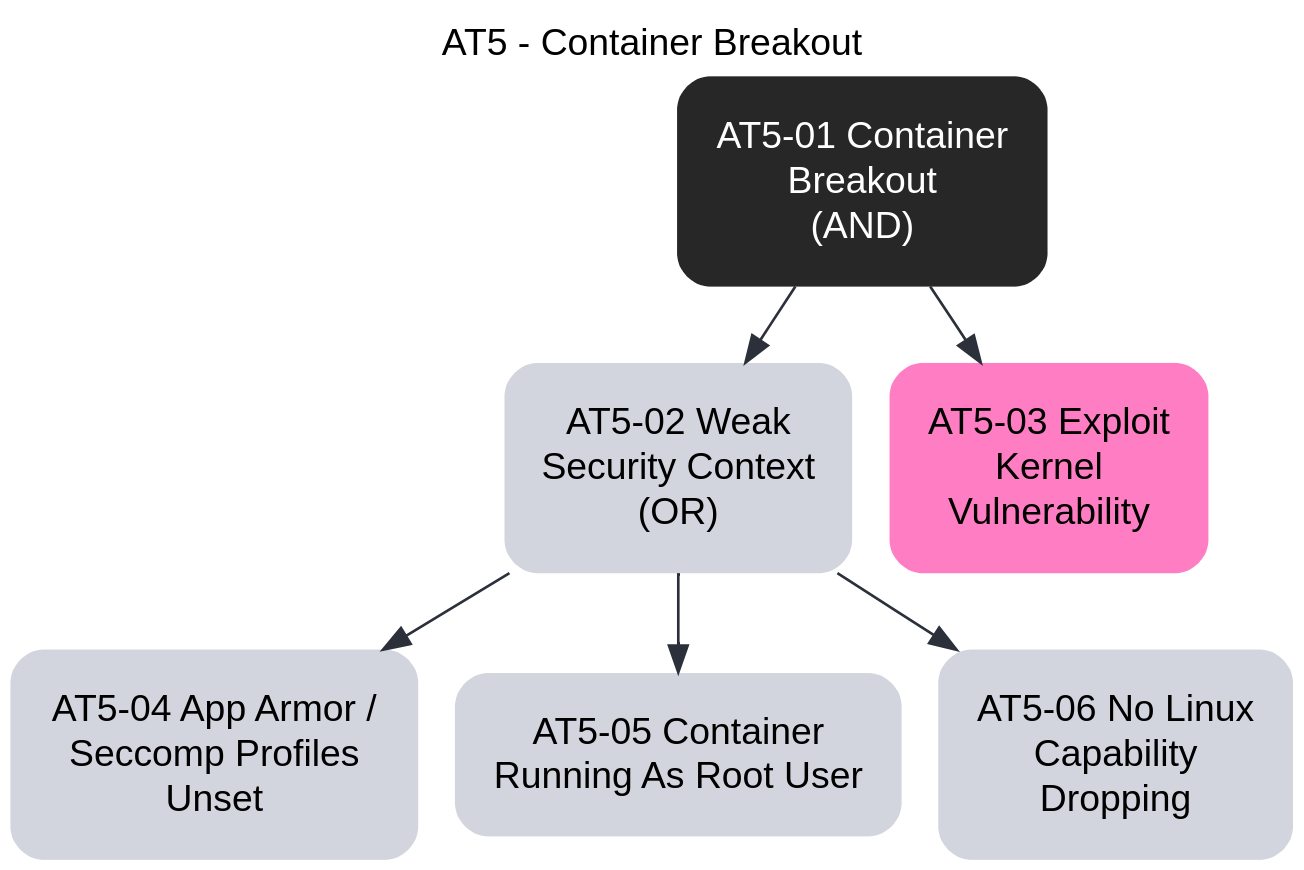 AT5 - Container Breakout
AT5-01 Container
Breakout
(AND)
AT5-02 Weak
Security Context
(OR)
AT5-03 Exploit
Kernel
Vulnerability
AT5-04 App Armor /
Seccomp Profiles
Unset
AT5-05 Container
Running As Root User
AT5-06 No Linux
Capability
Dropping